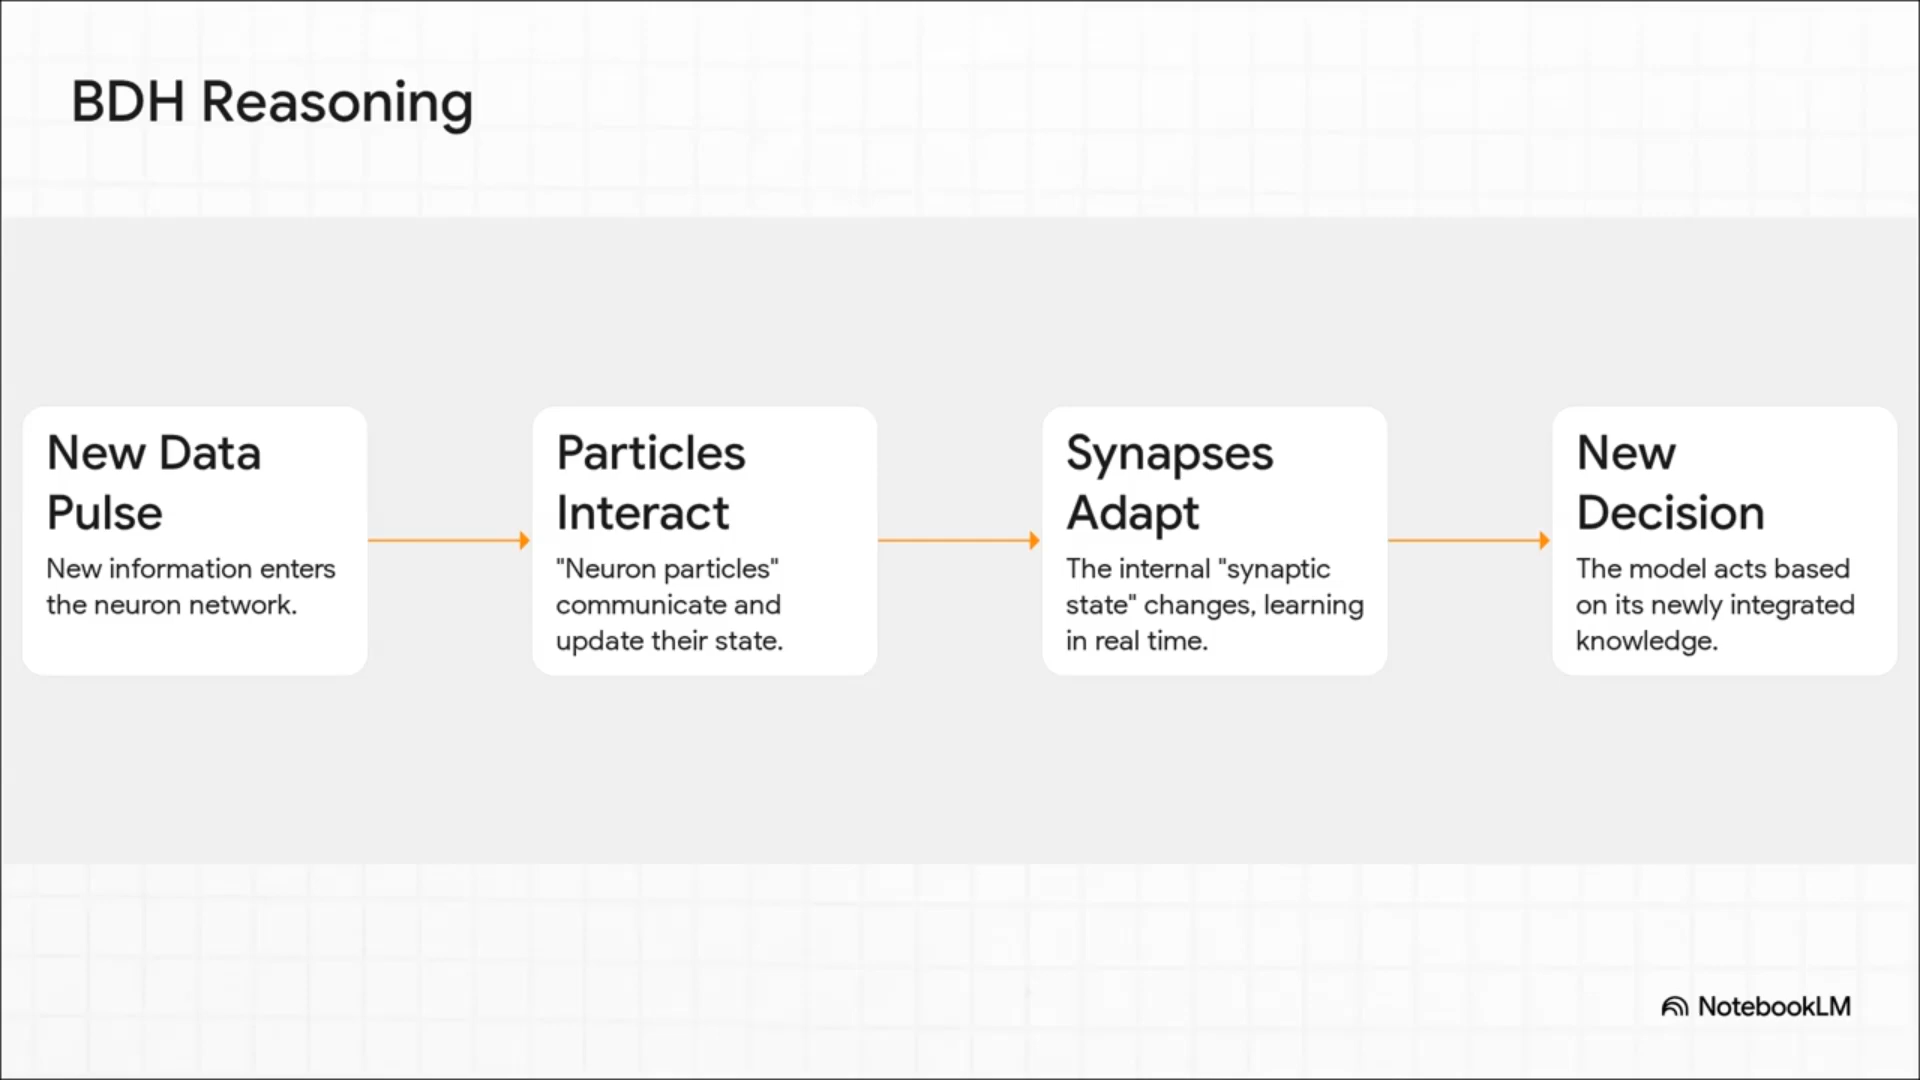 BDH Reasoning
New Data
Pulse
New information enters
the neuron network.
Particles
Interact
"Neuron particles"
communicate and
update their state.
Synapses
Adapt
The internal "synaptic
state" changes, learning
in real time.
New
Decision
The model acts based
on its newly integrated
knowledge.
NotebookLM